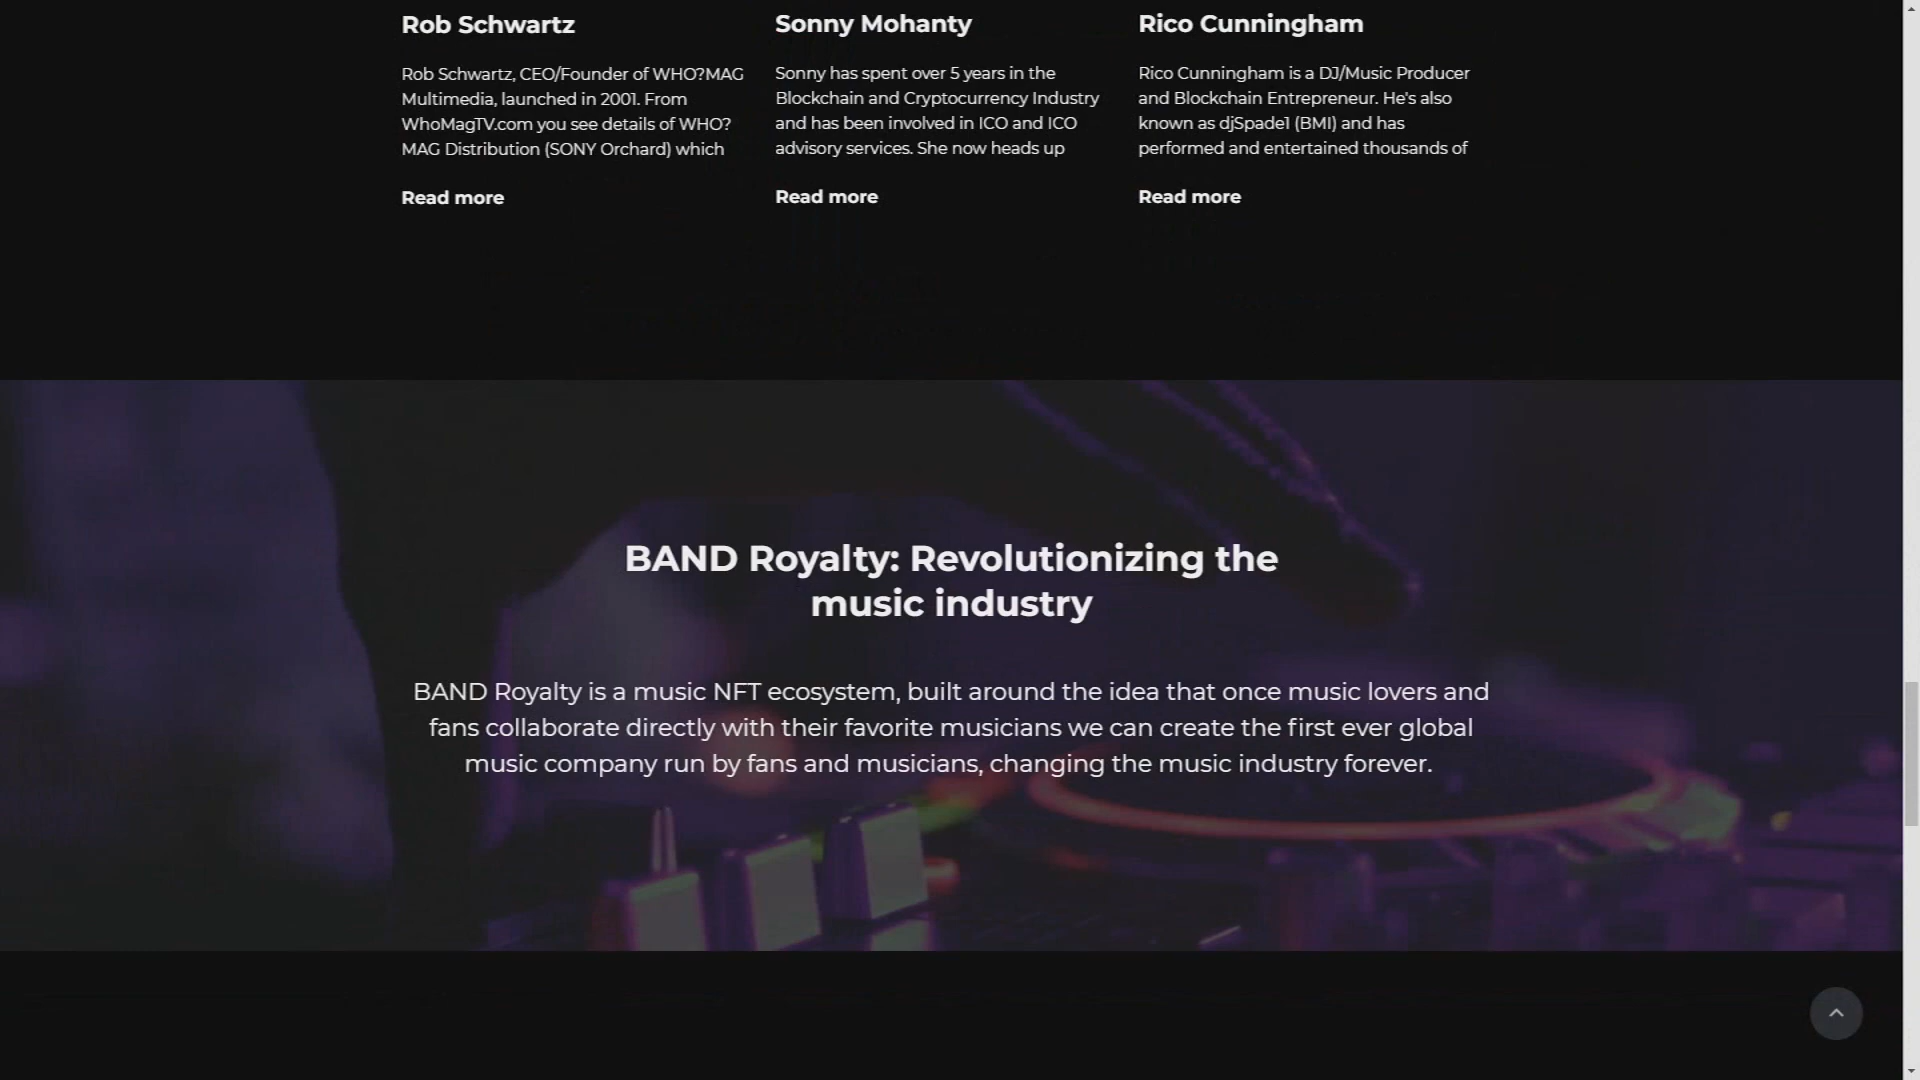 Rob Schwartz
Rob Schwartz, CEO/Founder of WHO?MAG
Multimedia, launched in 2001. From
WhoMagTV.com you see details of WHO?
MAG Distribution (SONY Orchard) which
Read more
Sonny Mohanty
Sonny has spent over 5 years in the
Blockchain and Cryptocurrency Industry
and has been involved in ICO and ICO
advisory services. She now heads up
Read more
Rico Cunningham
Rico Cunningham is a DJ/Music Producer
and Blockchain Entrepreneur. He's also
known as djSpade1 (BMI) and has
performed and entertained thousands of
Read more
BAND Royalty: Revolutionizing the
music industry
BAND Royalty is a music NFT ecosystem, built around the idea that once music lovers and
fans collaborate directly with their favorite musicians we can create the first ever global
music company run by fans and musicians, changing the music industry forever.